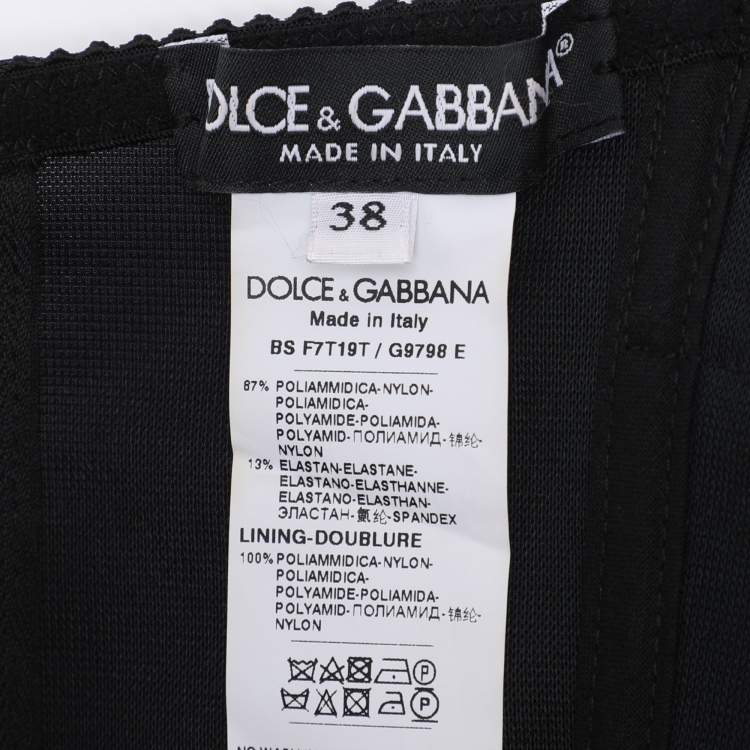 DOLCE & GABBANA®
MADE IN ITALY
38
DOLCE & GABBANA
Made in Italy
BS F7T19T / G9798 E
87% POLIAMMIDICA-NYLON-
POLIAMIDICA-
POLYAMIDE-POLIAMIDA-
POLYAMID-ПОЛИАМИД-锦纶-
NYLON
13% ELASTAN-ELASTANE-
ELASTANO-ELASTHANNE-
ELASTANO-ELASTHAN-
ЭЛАСТАН-氨纶-SPANDEX
LINING-DOUBLURE
100% POLIAMMIDICA-NYLON-
POLIAMIDICA-
POLYAMIDE-POLIAMIDA-
POLYAMID-ПОЛИАМИД-锦纶-
NYLON
P
P